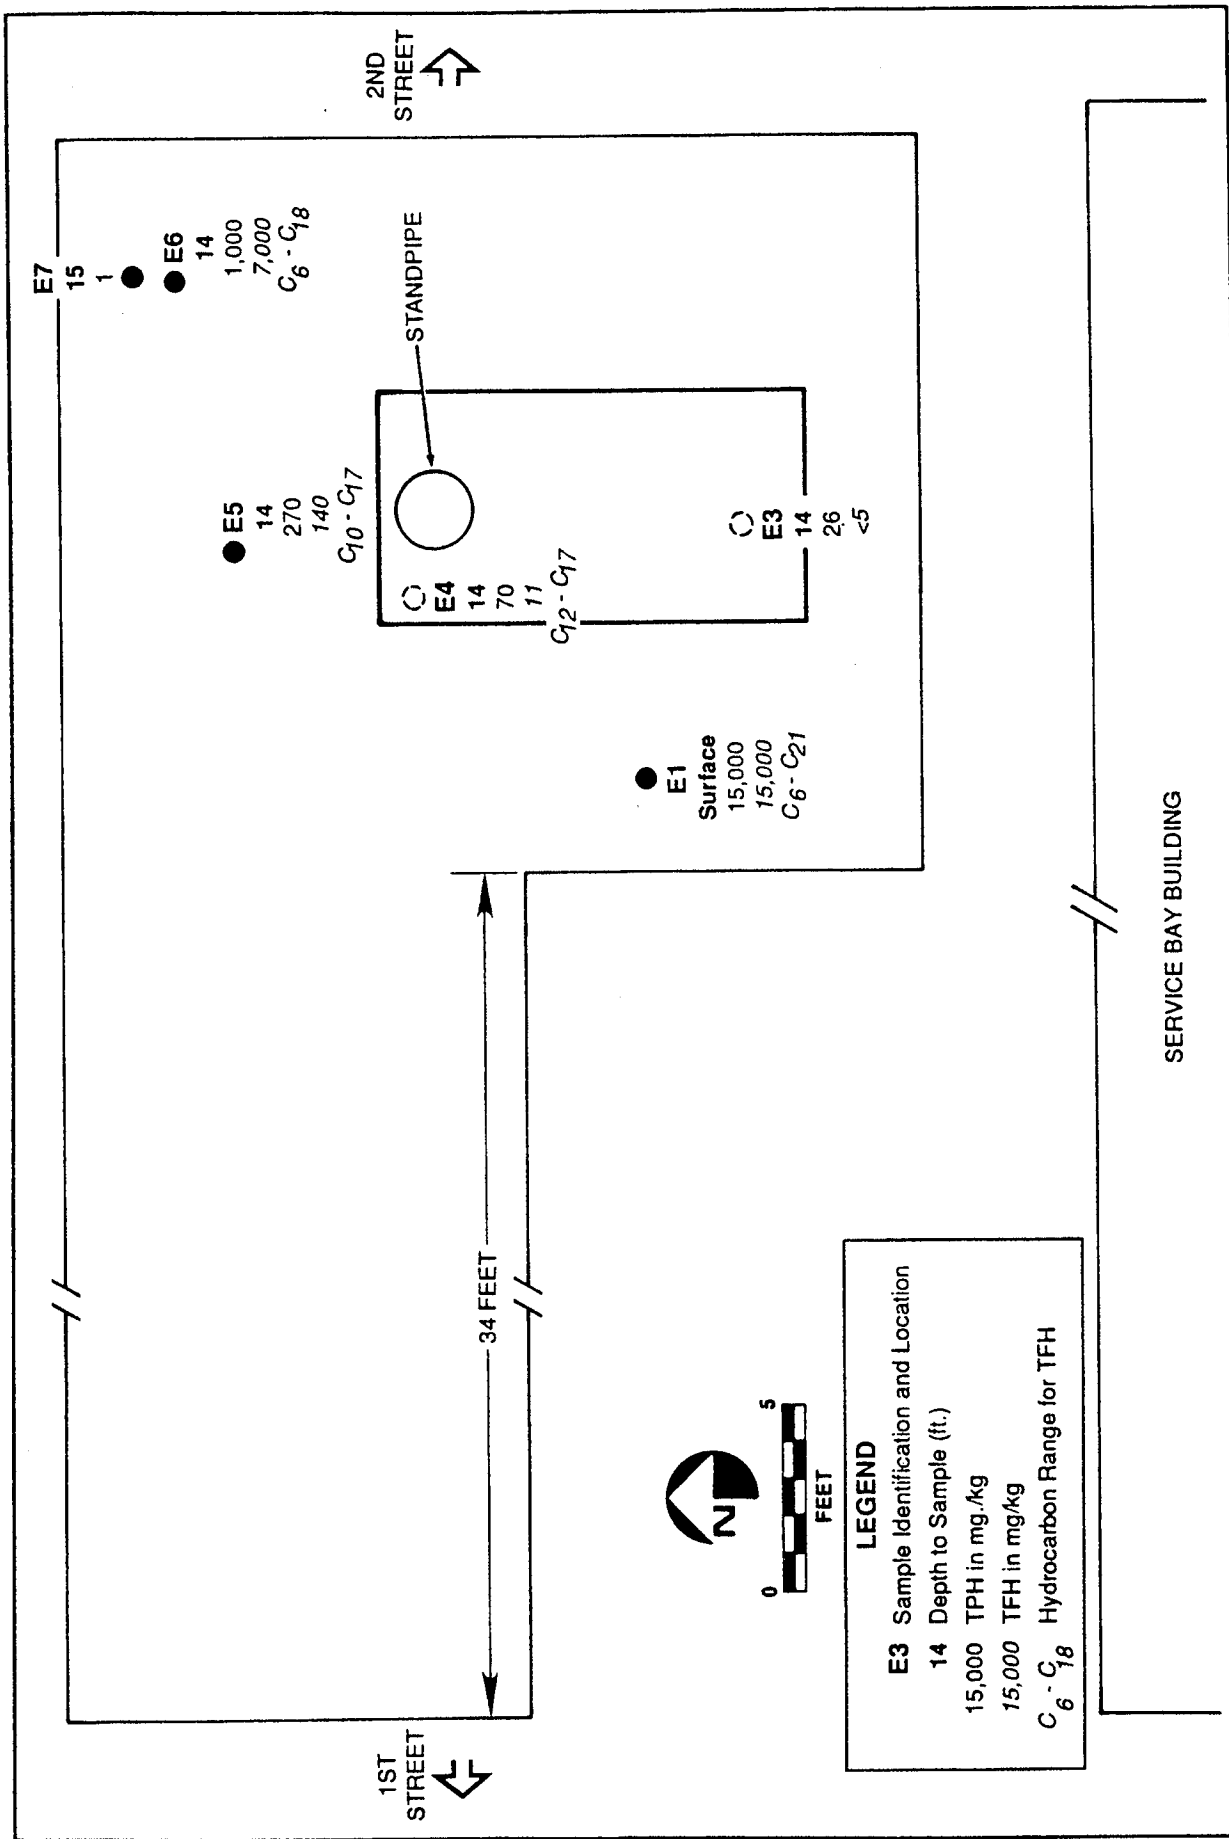 E7
15
1
E6
14
1,000
7,000
C6 - C18
2ND
STREET
STANDPIPE
E5
14
270
140
C10 - C17
E4
14
70
11
C12 - C17
E3
14
26
<5
E1
Surface
15,000
15,000
C6 - C21
34 FEET
1ST
STREET
N
0 5
FEET
LEGEND
E3 Sample Identification and Location
14 Depth to Sample (ft.)
15,000 TPH in mg./kg
15,000 TFH in mg/kg
C6 - C18 Hydrocarbon Range for TFH
SERVICE BAY BUILDING